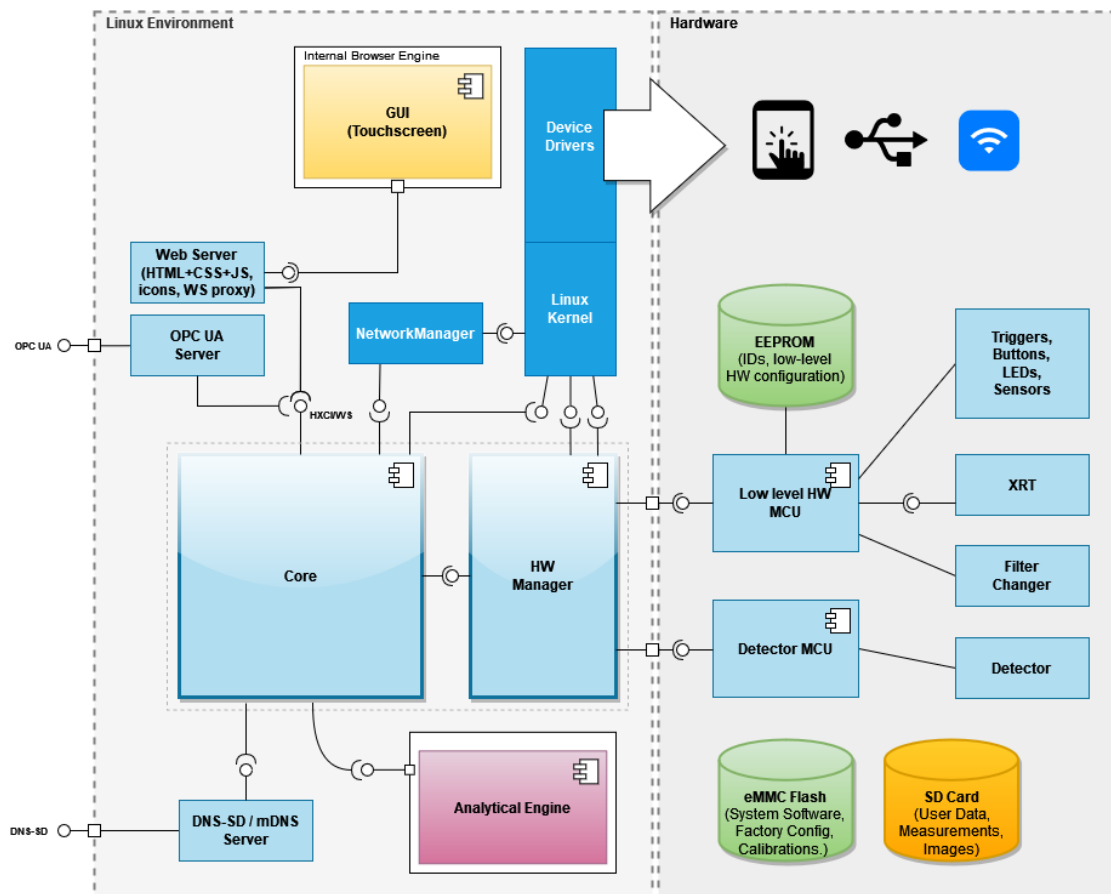 Linux Environment
Hardware
Internal Browser Engine
GUI
(Touchscreen)
Device
Drivers
Web Server
(HTML+CSS+JS,
icons, WS proxy)
Linux
Kernel
NetworkManager
OPC UA
OPC UA
Server
HXCI/WS
EEPROM
(IDs, low-level
HW configuration)
Triggers,
Buttons,
LEDs,
Sensors
Core
HW
Manager
Low level HW
MCU
XRT
Filter
Changer
Detector MCU
Detector
Analytical Engine
DNS-SD
DNS-SD / mDNS
Server
eMMC Flash
(System Software,
Factory Config,
Calibrations.)
SD Card
(User Data,
Measurements,
Images)